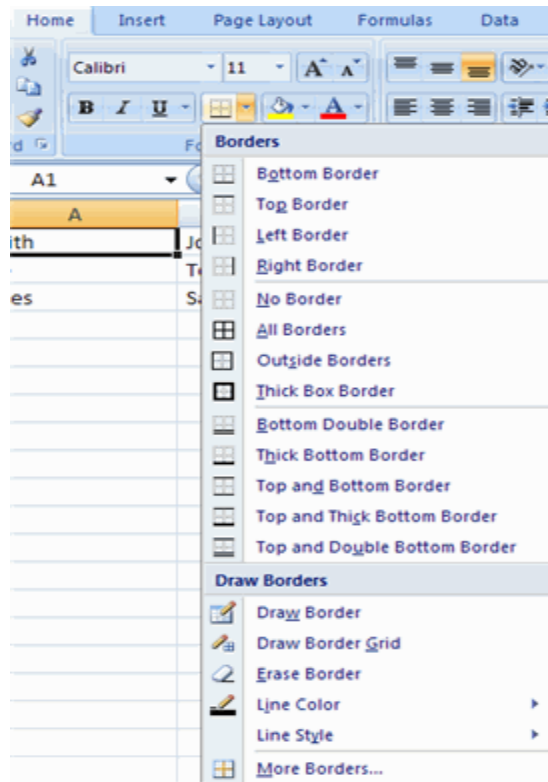 Home Insert Page Layout Formulas Data
Calibri 11 A A
B I U A
d
A1
A
ith
es
Borders
Bottom Border
Top Border
Left Border
Right Border
No Border
All Borders
Outside Borders
Thick Box Border
Bottom Double Border
Thick Bottom Border
Top and Bottom Border
Top and Thick Bottom Border
Top and Double Bottom Border
Draw Borders
Draw Border
Draw Border Grid
Erase Border
Line Color
Line Style
More Borders...